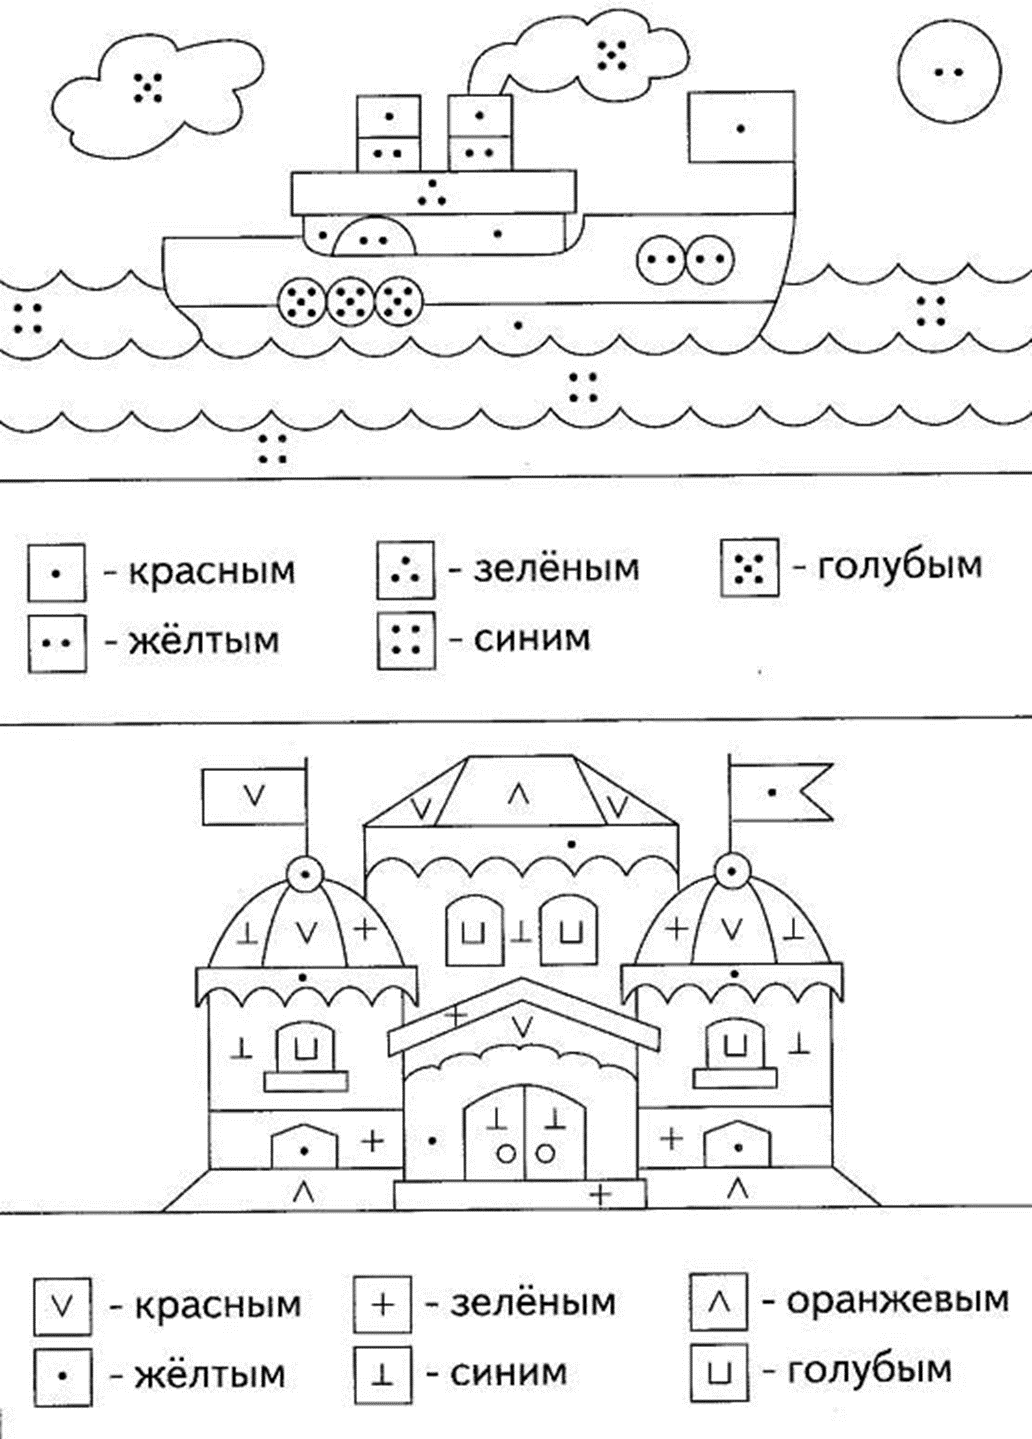 - красным - зелёным - голубым
- жёлтым - синим
- красным - зелёным - оранжевым
- жёлтым - синим - голубым